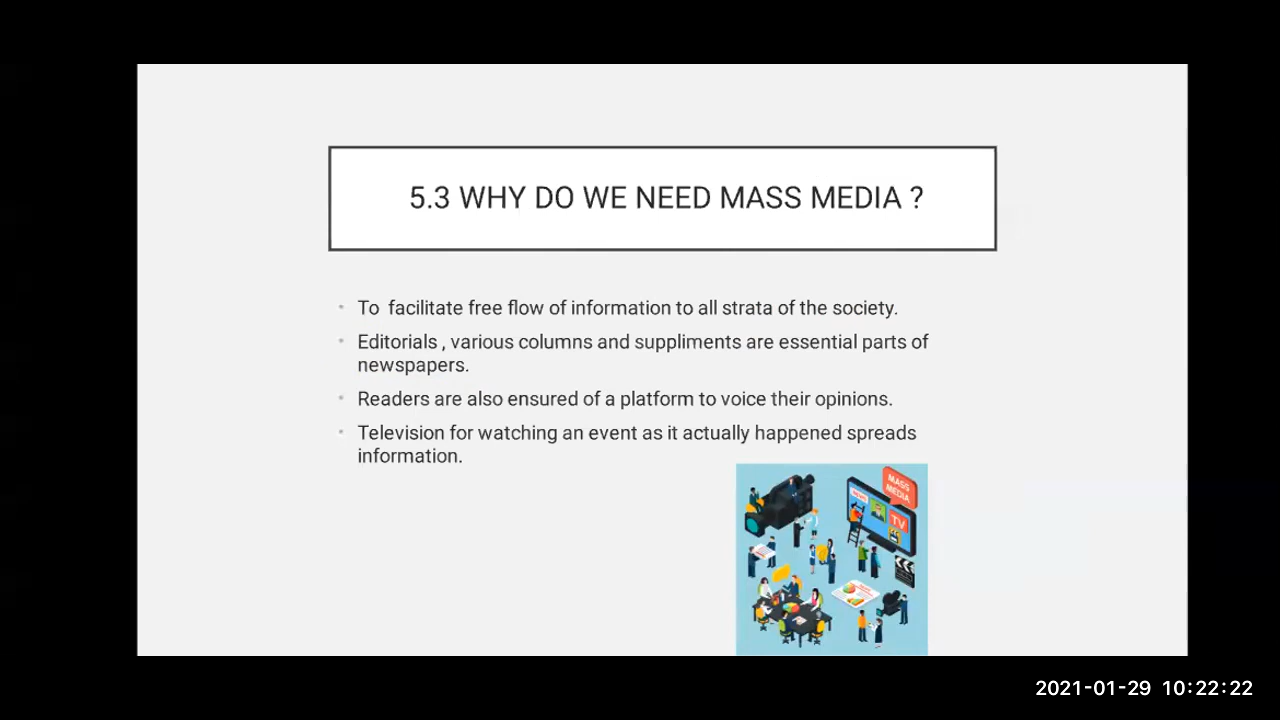 5.3 WHY DO WE NEED MASS MEDIA ?
To facilitate free flow of information to all strata of the society.
Editorials , various columns and suppliments are essential parts of
newspapers.
Readers are also ensured of a platform to voice their opinions.
Television for watching an event as it actually happened spreads
information.
MASS
MEDIA
NEWS
TV
2021-01-29 10:22:22